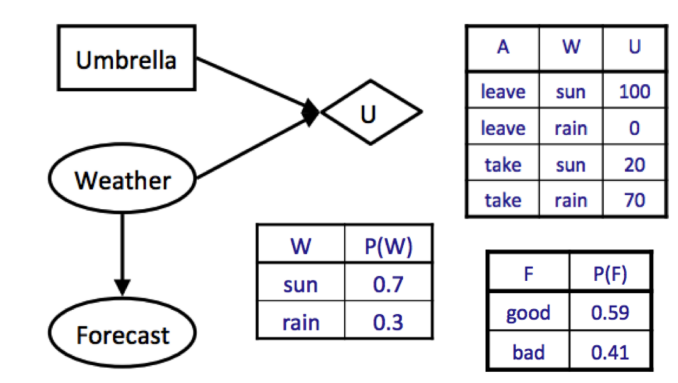 Umbrella
Weather
Forecast
U
A W U
leave sun 100
leave rain 0
take sun 20
take rain 70
W P(W)
sun 0.7
rain 0.3
F P(F)
good 0.59
bad 0.41